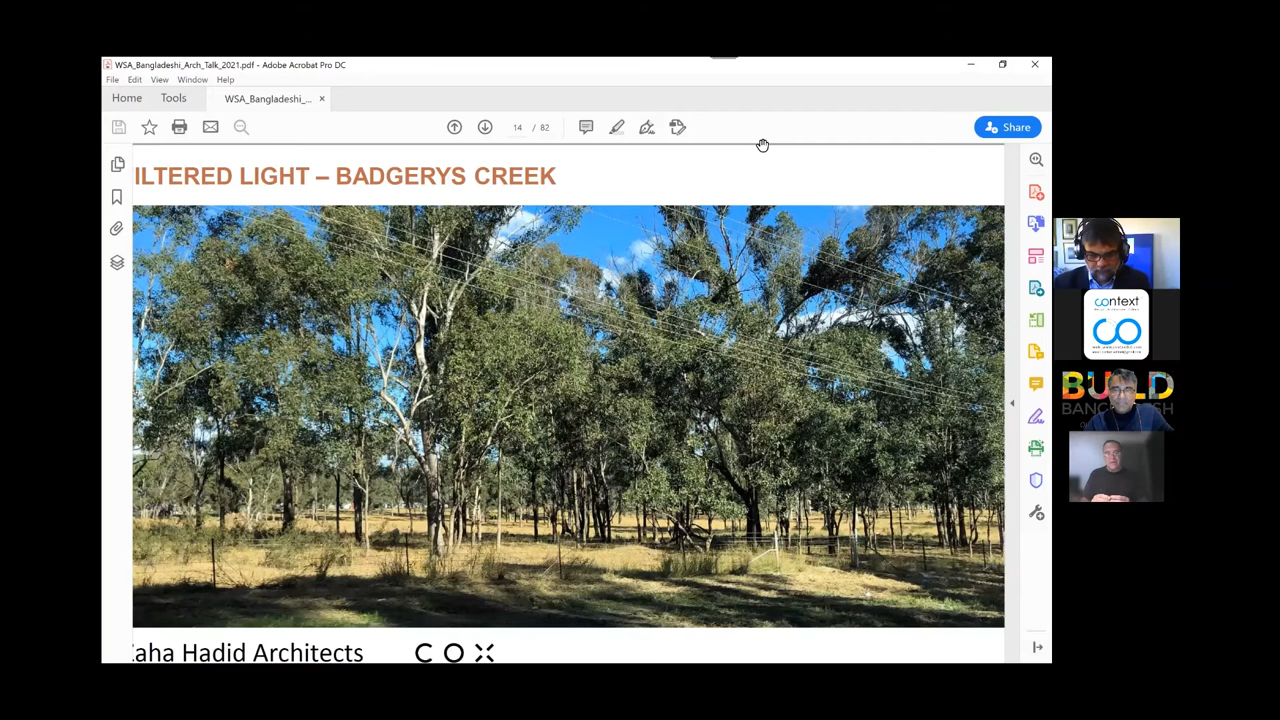 WSA_Bangladeshi_Arch_Talk_2021.pdf - Adobe Acrobat Pro DC
File Edit View Window Help
Home Tools WSA_Bangladeshi_... ×
14 / 82
Share
ILTERED LIGHT – BADGERYS CREEK
aha Hadid Architects COX
context
co
BUILD